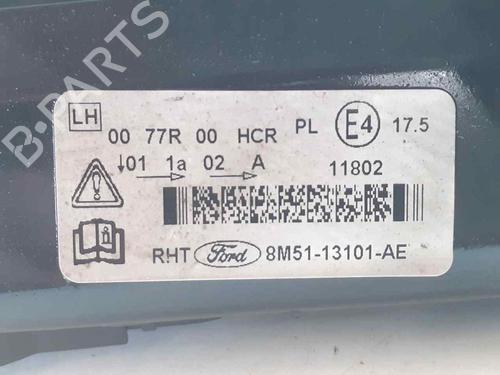 B-PARTS
LH
00 77R 00 HCR PL E4 17.5
↓01 1a 02 A
→ →
11802
RHT Ford 8M51-13101-AE